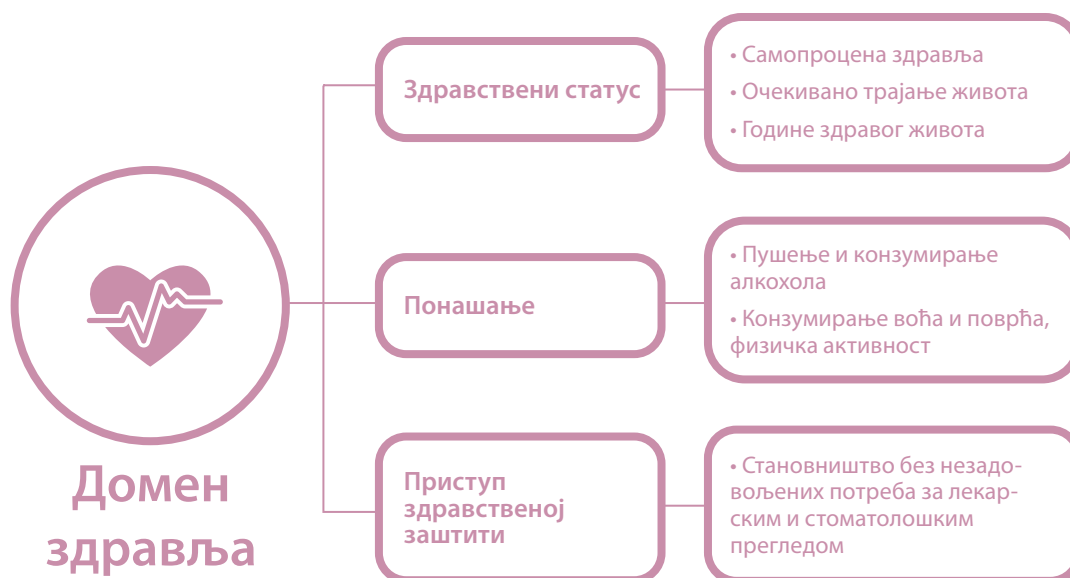 Домен
здравља
Здравствени статус
• Самопроцена здравља
• Очекивано трајање живота
• Године здравог живота
Понашање
• Пушење и конзумирање
алкохола
• Конзумирање воћа и поврћа,
физичка активност
Приступ
здравственој
заштити
• Становништво без незадо-
вољених потреба за лекар-
ским и стоматолошким
прегледом